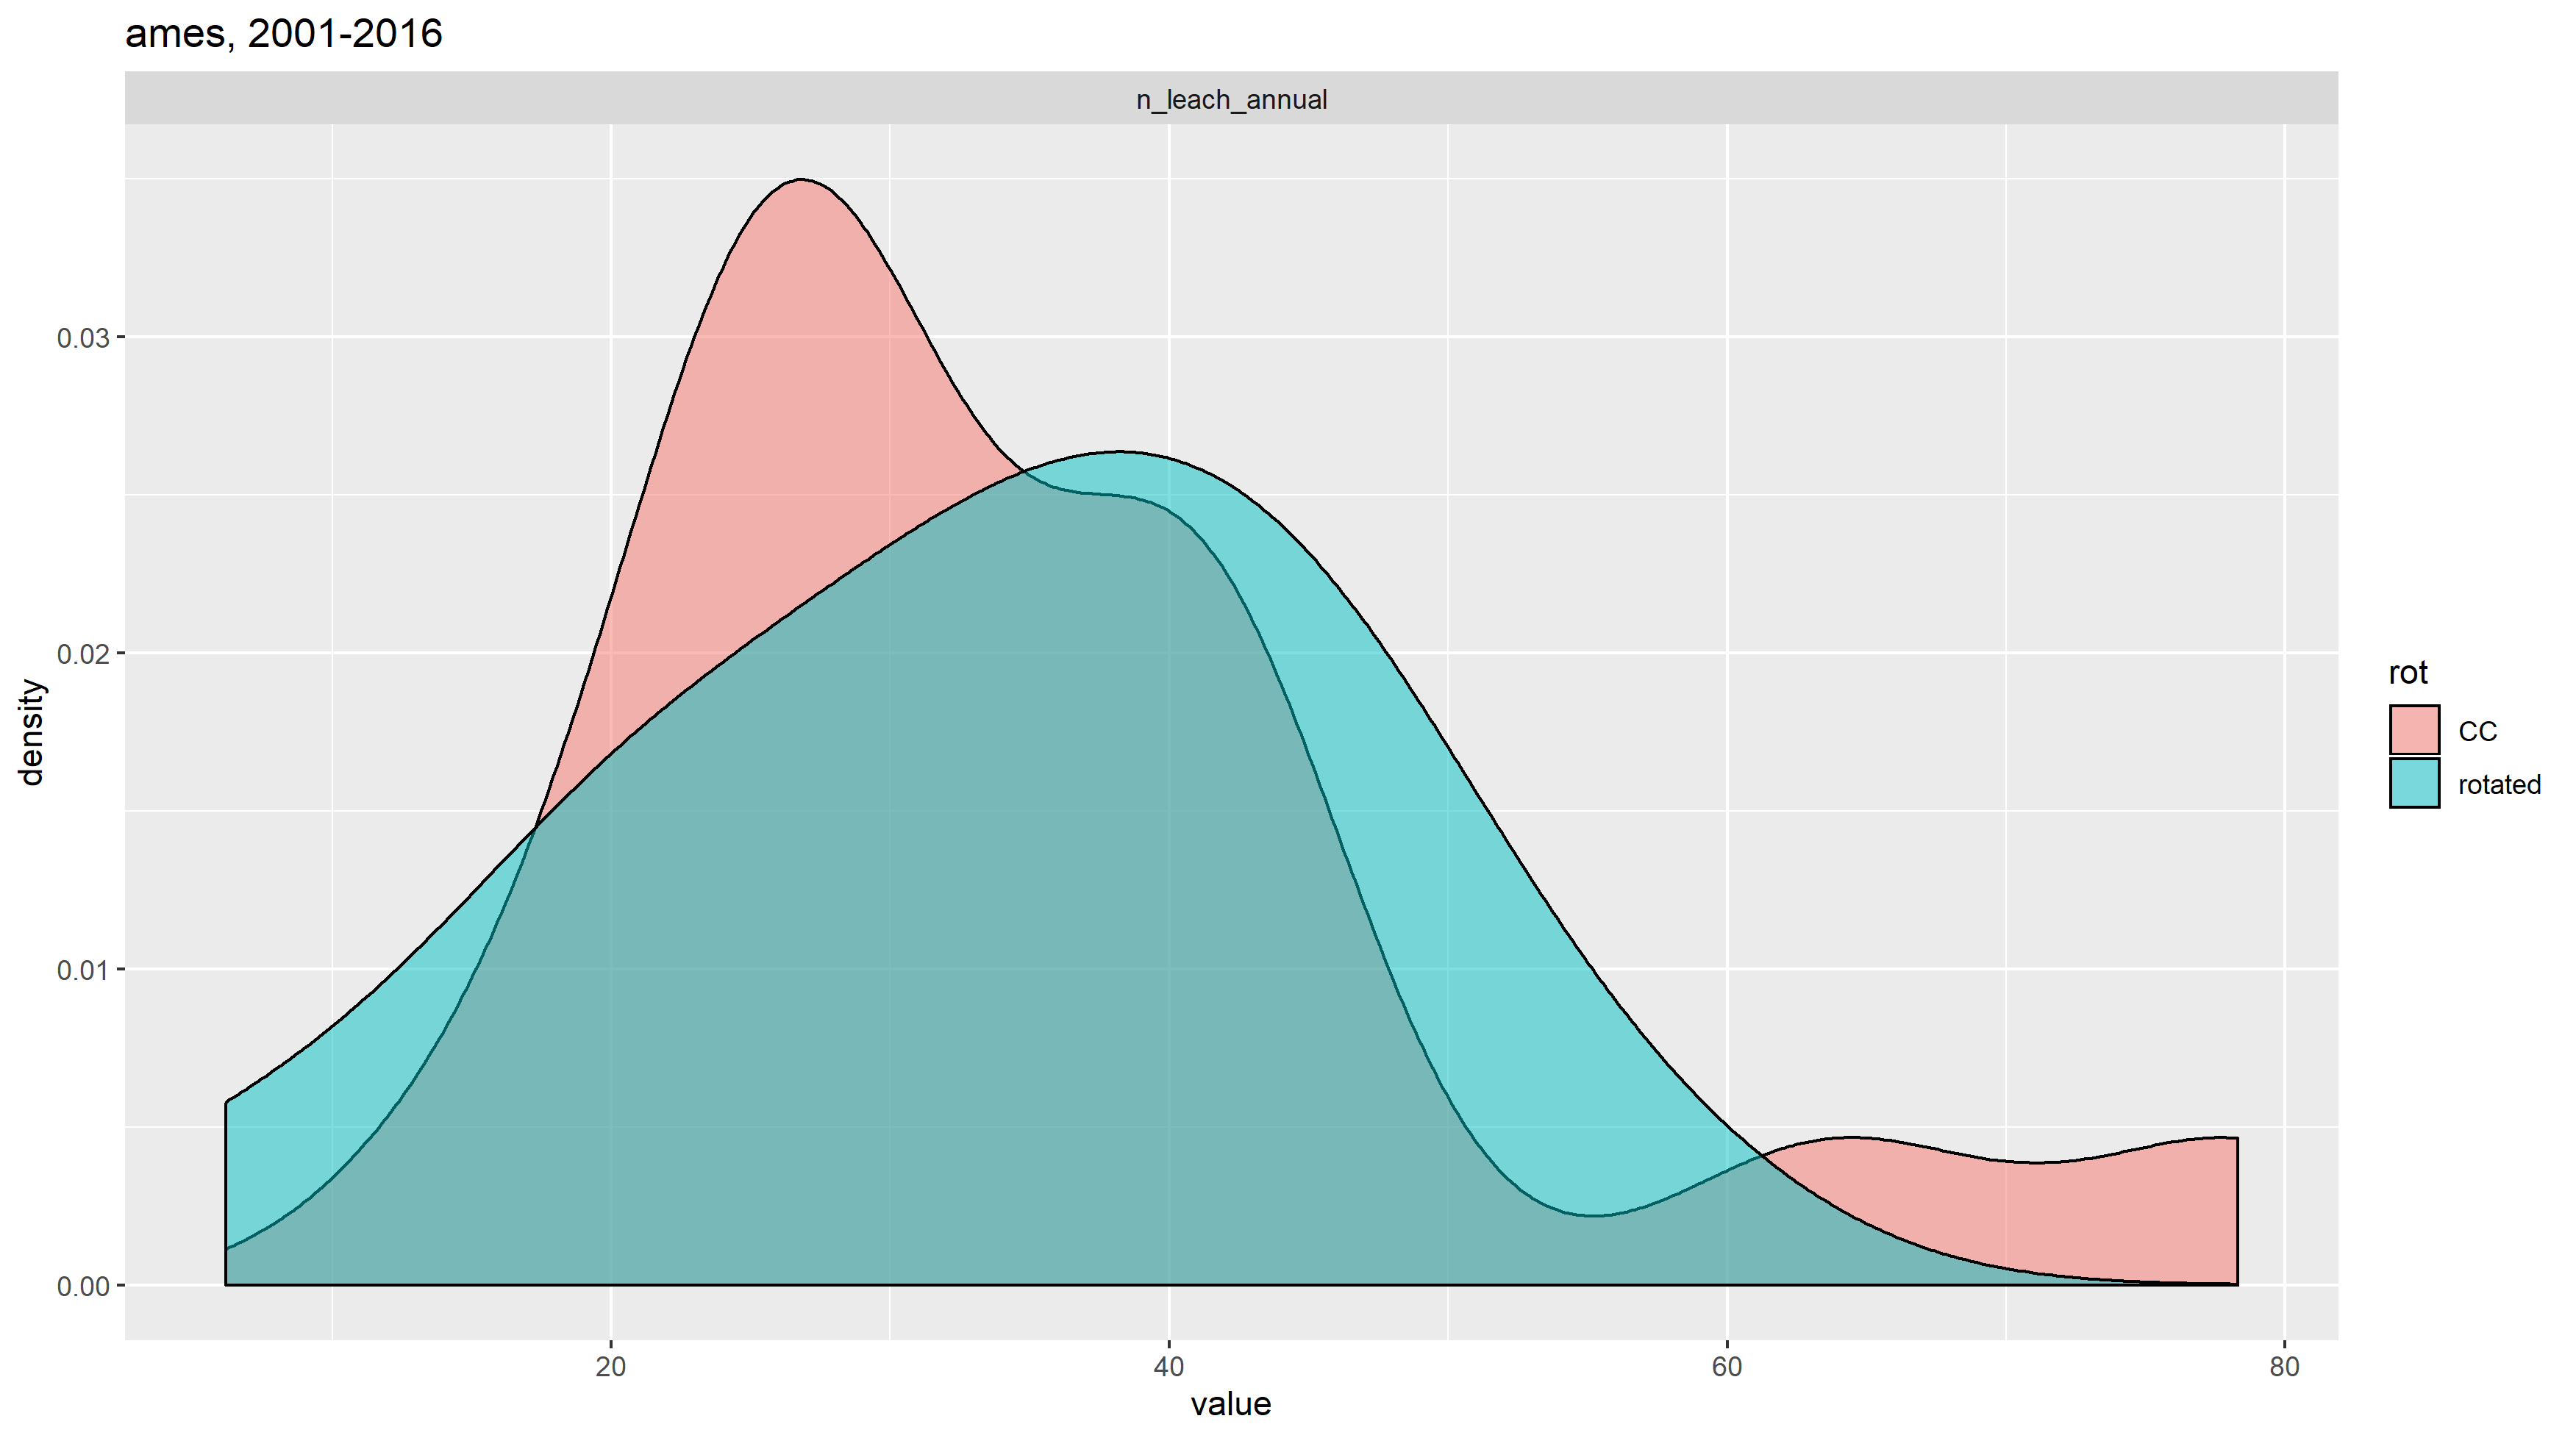 ames, 2001-2016
n_leach_annual
0.03
0.02
0.01
0.00
density
20 40 60 80
value
rot
CC
rotated